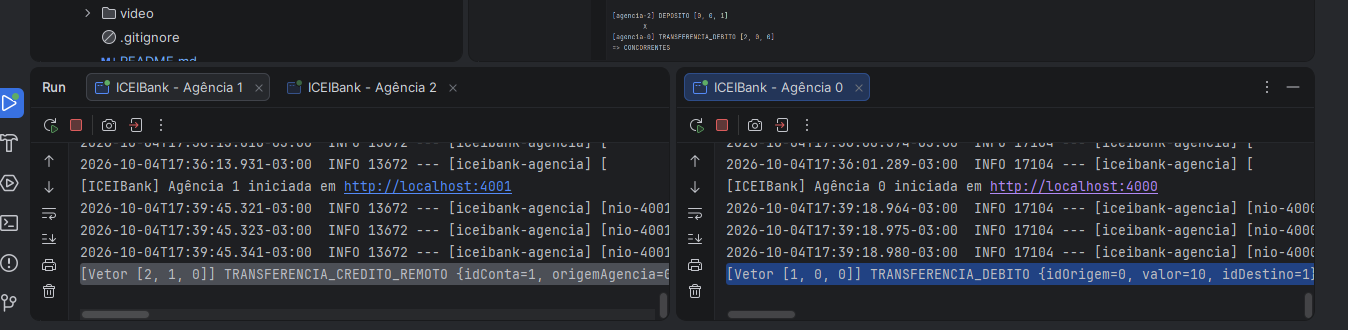 video
.gitignore
README.md
[agencia-2] DEPOSITO [0, 0, 1]
X
[agencia-0] TRANSFERENCIA_DEBITO [2, 0, 0]
=> CONCORRENTES
Run
ICEIBank - Agência 1
ICEIBank - Agência 2
2026-10-04T17:36:13.931-03:00 INFO 13672 --- [iceibank-agencia] [
[ICEIBank] Agência 1 iniciada em http://localhost:4001
2026-10-04T17:39:45.321-03:00 INFO 13672 --- [iceibank-agencia] [nio-4001
2026-10-04T17:39:45.323-03:00 INFO 13672 --- [iceibank-agencia] [nio-4001
2026-10-04T17:39:45.341-03:00 INFO 13672 --- [iceibank-agencia] [nio-4001
[Vetor [2, 1, 0]] TRANSFERENCIA_CREDITO_REMOTO {idConta=1, origemAgencia=0
ICEIBank - Agência 0
2026-10-04T17:36:01.289-03:00 INFO 17104 --- [iceibank-agencia] [
[ICEIBank] Agência 0 iniciada em http://localhost:4000
2026-10-04T17:39:18.964-03:00 INFO 17104 --- [iceibank-agencia] [nio-4000
2026-10-04T17:39:18.975-03:00 INFO 17104 --- [iceibank-agencia] [nio-4000
2026-10-04T17:39:18.980-03:00 INFO 17104 --- [iceibank-agencia] [nio-4000
[Vetor [1, 0, 0]] TRANSFERENCIA_DEBITO {idOrigem=0, valor=10, idDestino=1}